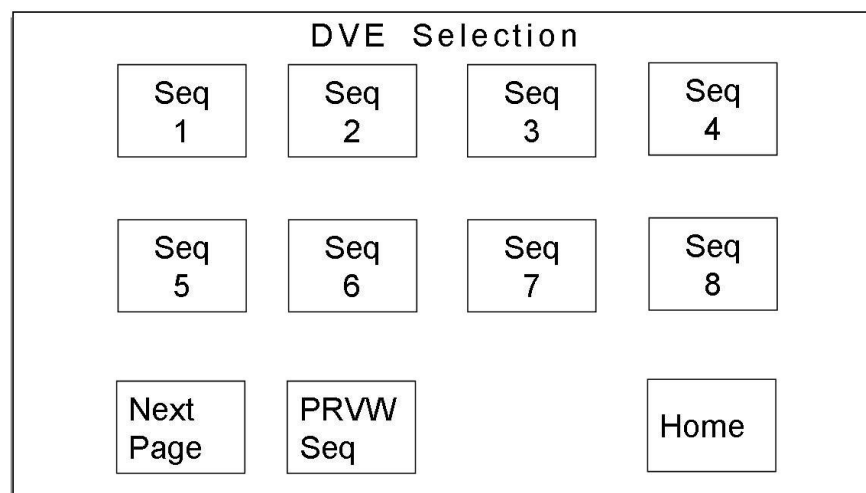 DVE Selection
Seq
1
Seq
2
Seq
3
Seq
4
Seq
5
Seq
6
Seq
7
Seq
8
Next
Page
PRVW
Seq
Home